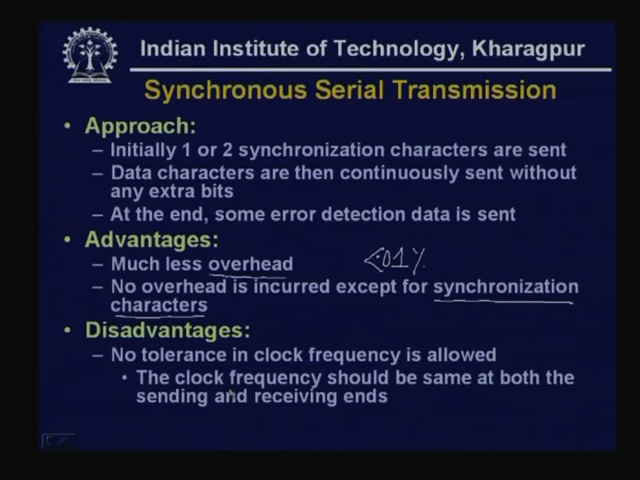 Indian Institute of Technology, Kharagpur
Synchronous Serial Transmission
• Approach:
– Initially 1 or 2 synchronization characters are sent
– Data characters are then continuously sent without
any extra bits
– At the end, some error detection data is sent
• Advantages:
– Much less overhead
<.01%
– No overhead is incurred except for synchronization
characters
• Disadvantages:
– No tolerance in clock frequency is allowed
• The clock frequency should be same at both the
sending and receiving ends